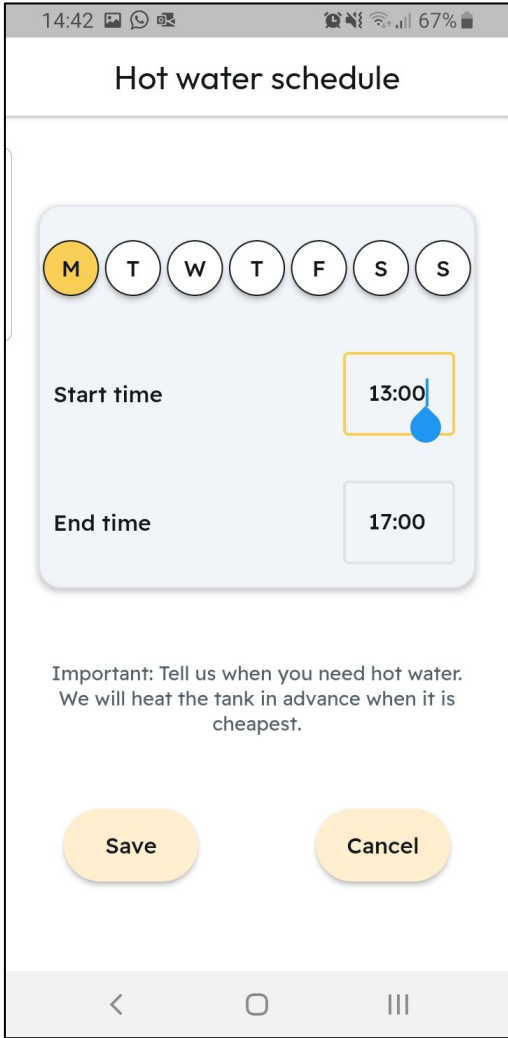 14:42 67%
Hot water schedule
M T W T F S S
Start time 13:00
End time 17:00
Important: Tell us when you need hot water.
We will heat the tank in advance when it is
cheapest.
Save Cancel